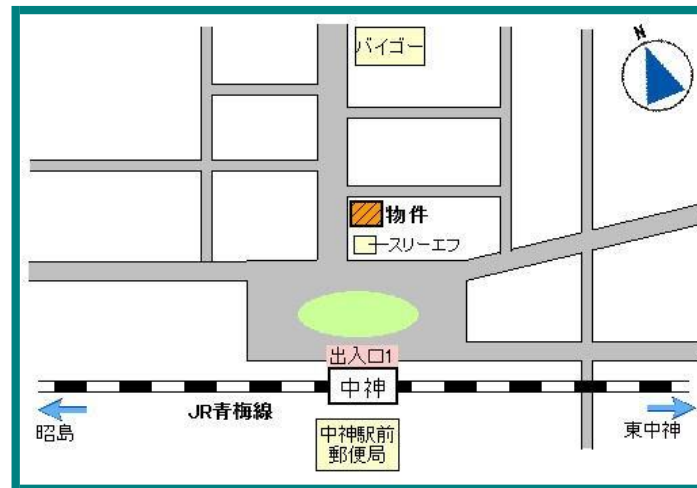 N
バイゴー
物件
スリーエフ
出入口1
中神
JR青梅線
昭島
東中神
中神駅前
郵便局